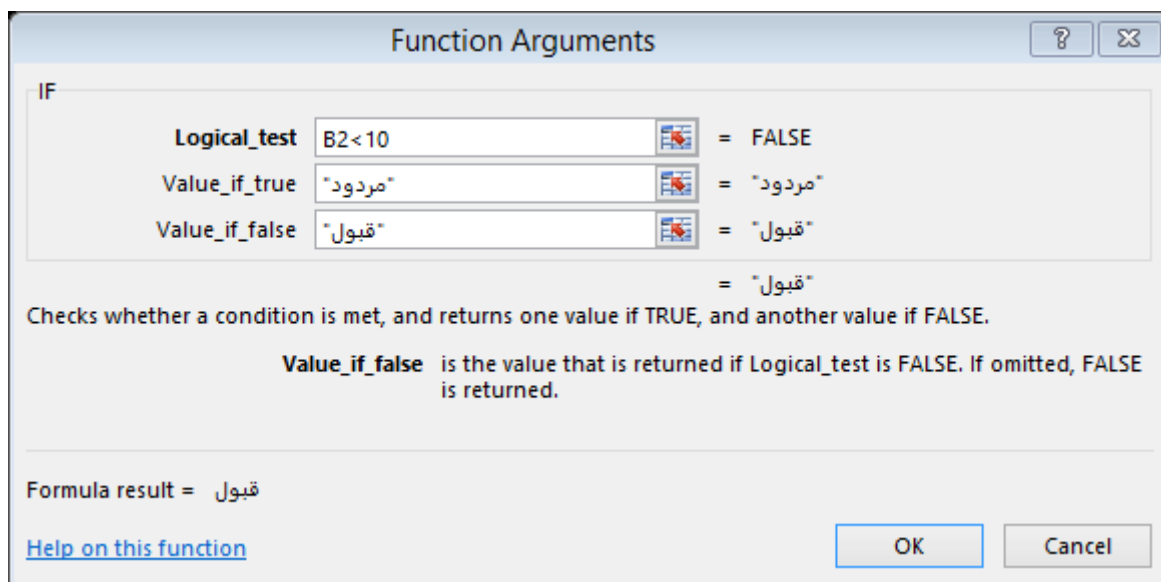 Function Arguments
IF
Logical_test B2<10 = FALSE
Value_if_true "مردود" = "مردود"
Value_if_false "قبول" = "قبول"
= "قبول"
Checks whether a condition is met, and returns one value if TRUE, and another value if FALSE.
Value_if_false is the value that is returned if Logical_test is FALSE. If omitted, FALSE
is returned.
Formula result = قبول
Help on this function OK Cancel